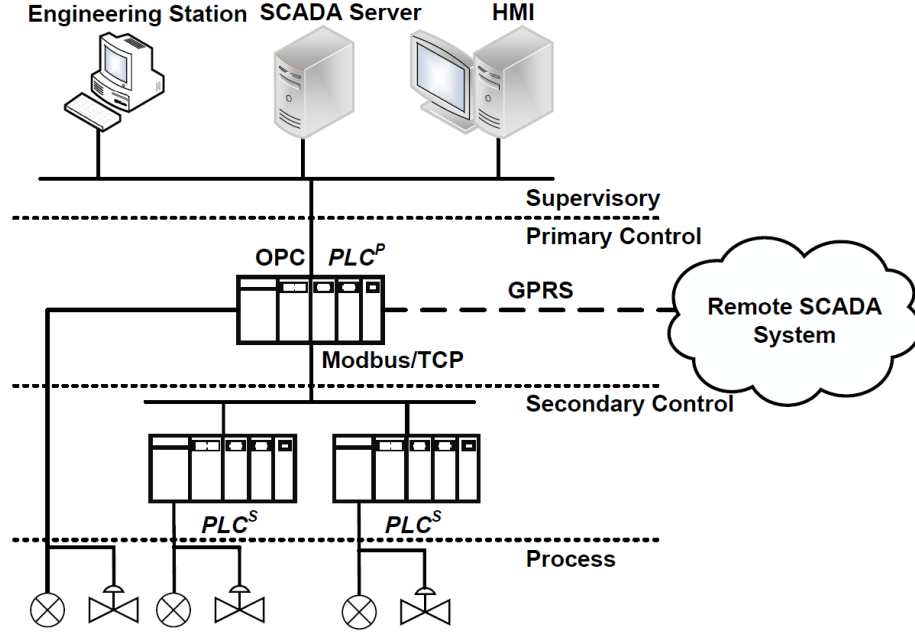 Engineering Station
SCADA Server
HMI
Supervisory
Primary Control
OPC
PLC^P
GPRS
Remote SCADA
System
Modbus/TCP
Secondary Control
PLC^S
PLC^S
Process